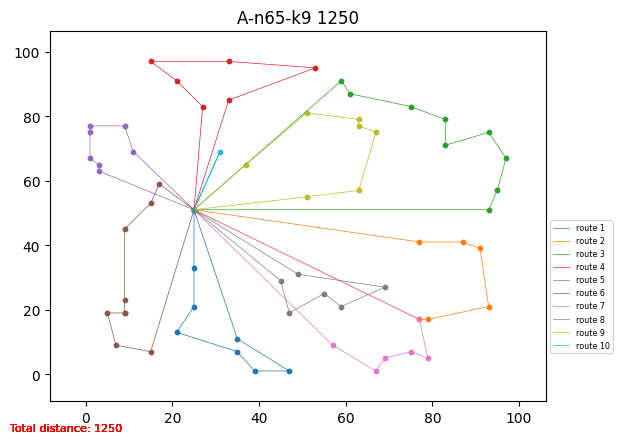 A-n65-k9 1250
100
80
60
40
20
0
0 20 40 60 80 100
route 1
route 2
route 3
route 4
route 5
route 6
route 7
route 8
route 9
route 10
Total distance: 1250